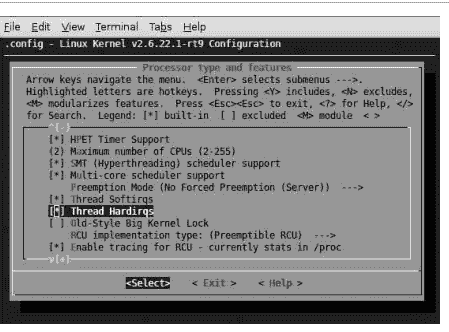 File Edit View Terminal Tabs Help
.config - Linux Kernel v2.6.22.1-rt9 Configuration
Processor type and features
Arrow keys navigate the menu. <Enter> selects submenus --->.
Highlighted letters are hotkeys. Pressing <Y> includes, <N> excludes,
<M> modularizes features. Press <Esc><Esc> to exit, <?> for Help, </>
for Search. Legend: [*] built-in [ ] excluded <M> module < >
^(-)
[*] HPET Timer Support
(2) Maximum number of CPUs (2-255)
[*] SMT (Hyperthreading) scheduler support
[*] Multi-core scheduler support
Preemption Mode (No Forced Preemption (Server)) --->
[*] Thread Softirqs
[*] Thread Hardirqs
[ ] Old-Style Big Kernel Lock
RCU implementation type: (Preemptible RCU) --->
[*] Enable tracing for RCU - currently stats in /proc
v(+)
<Select> < Exit > < Help >